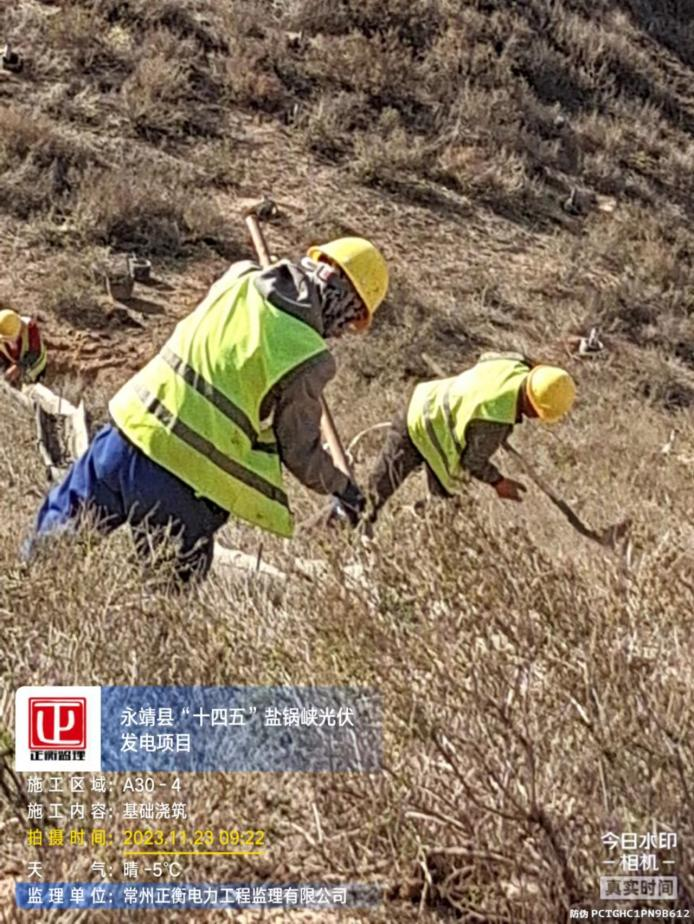 正衡监理
永靖县“十四五”盐锅峡光伏
发电项目
施工区域：A30-4
施工内容：基础浇筑
拍摄时间：2023.11.23 09:22
天气：晴 -5℃
监理单位：常州正衡电力工程监理有限公司
今日水印
-相机-
真实时间
防伪 PCTGHC1PN9B612